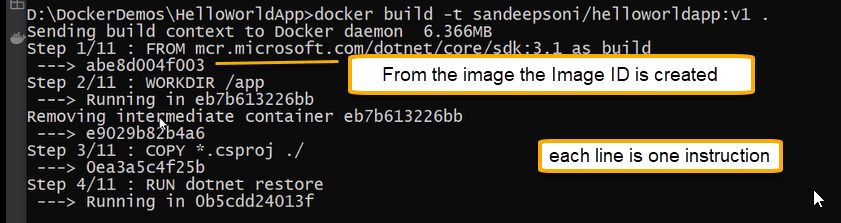 D:\DockerDemos\HelloWorldApp>docker build -t sandeepsoni/helloworldapp:v1 .
Sending build context to Docker daemon  6.366MB
Step 1/11 : FROM mcr.microsoft.com/dotnet/core/sdk:3.1 as build
 ---> abe8d004f003
From the image the Image ID is created
Step 2/11 : WORKDIR /app
 ---> Running in eb7b613226bb
Removing intermediate container eb7b613226bb
 ---> e9029b82b4a6
Step 3/11 : COPY *.csproj ./
each line is one instruction
 ---> 0ea3a5c4f25b
Step 4/11 : RUN dotnet restore
 ---> Running in 0b5cdd24013f